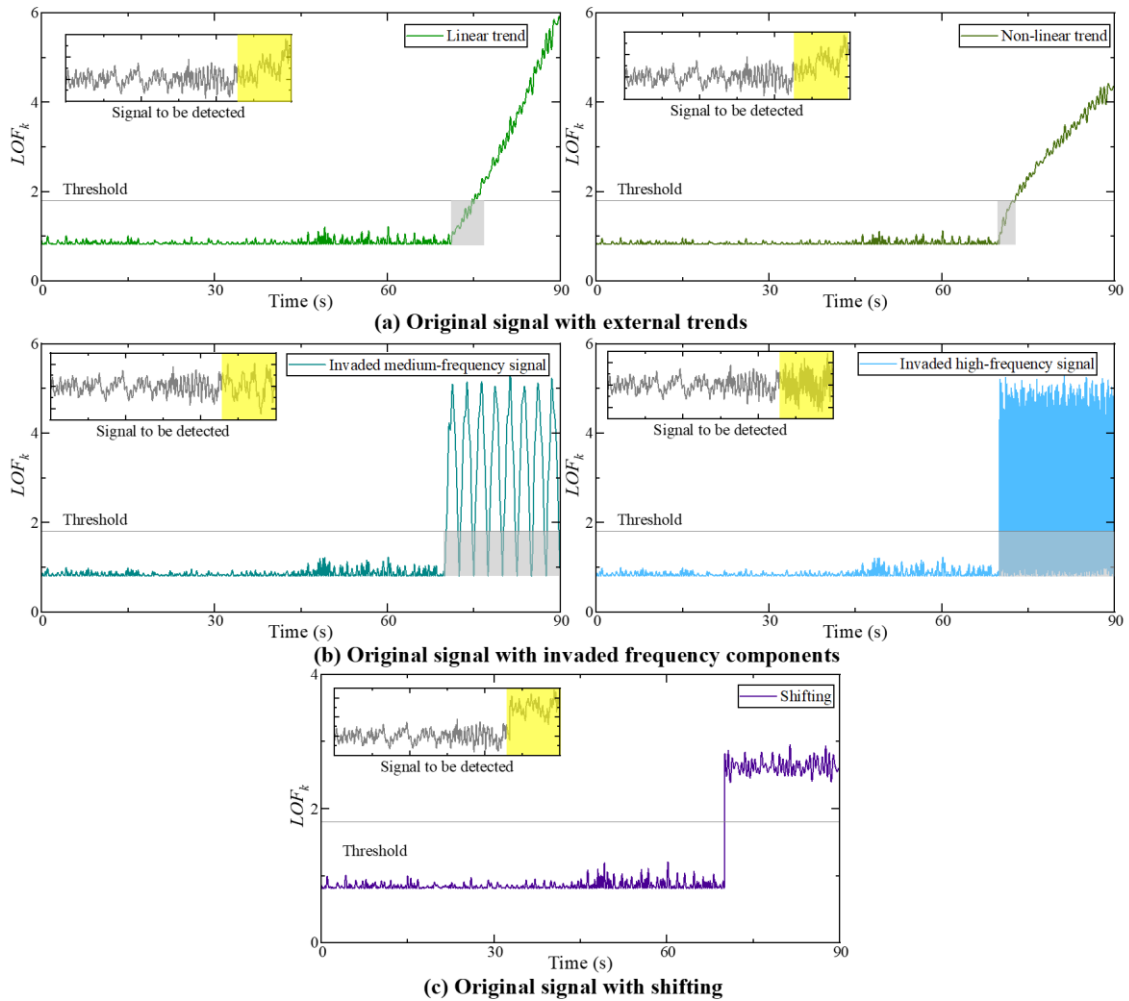 6
4
2
0
LOF_k
Linear trend
Signal to be detected
Threshold
0
30
60
90
Time (s)
6
4
2
0
LOF_k
Non-linear trend
Signal to be detected
Threshold
0
30
60
90
Time (s)
(a) Original signal with external trends
6
4
2
0
LOF_k
Invaded medium-frequency signal
Signal to be detected
Threshold
0
30
60
90
Time (s)
6
4
2
0
LOF_k
Invaded high-frequency signal
Signal to be detected
Threshold
0
30
60
90
Time (s)
(b) Original signal with invaded frequency components
4
2
0
LOF_k
Shifting
Signal to be detected
Threshold
0
30
60
90
Time (s)
(c) Original signal with shifting